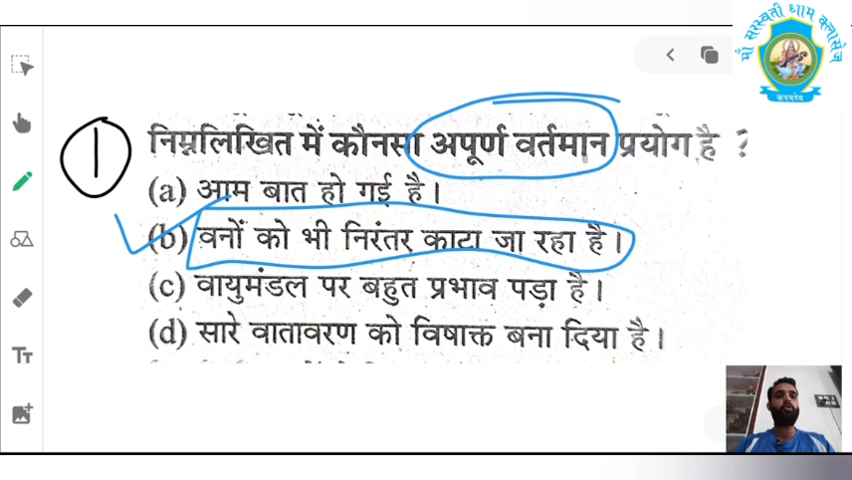 माँ सरस्वती धाम क्लासेज
1
निम्नलिखित में कौनसा अपूर्ण वर्तमान प्रयोग है ?
(a) आम बात हो गई है।
(b) वनों को भी निरंतर काटा जा रहा है।
(c) वायुमंडल पर बहुत प्रभाव पड़ा है।
(d) सारे वातावरण को विषाक्त बना दिया है।
TT